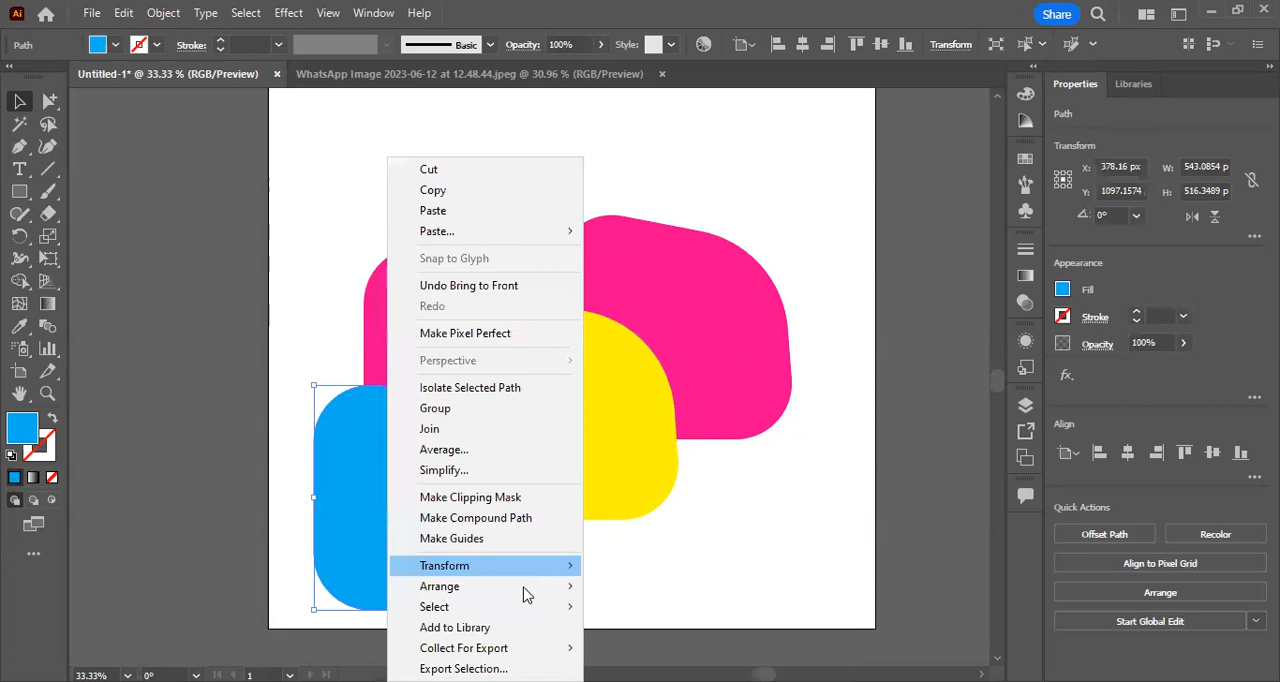 Ai File Edit Object Type Select Effect View Window Help Share
Path Stroke: Basic Opacity: 100% Style: Transform
Untitled-1* @ 33.33 % (RGB/Preview) × WhatsApp Image 2023-06-12 at 12.48.44.jpeg @ 30.96 % (RGB/Preview) ×
Cut
Copy
Paste
Paste...
Snap to Glyph
Undo Bring to Front
Redo
Make Pixel Perfect
Perspective
Isolate Selected Path
Group
Join
Average...
Simplify...
Make Clipping Mask
Make Compound Path
Make Guides
Transform
Arrange
Select
Add to Library
Collect For Export
Export Selection...
Properties Libraries
Path
Transform
X: 378.16 px W: 543.0854 p
Y: 1097.1574 H: 516.3489 p
0°
Appearance
Fill
Stroke
Opacity 100%
fx.
Align
Quick Actions
Offset Path Recolor
Align to Pixel Grid
Arrange
Start Global Edit
33.33% 0° 1